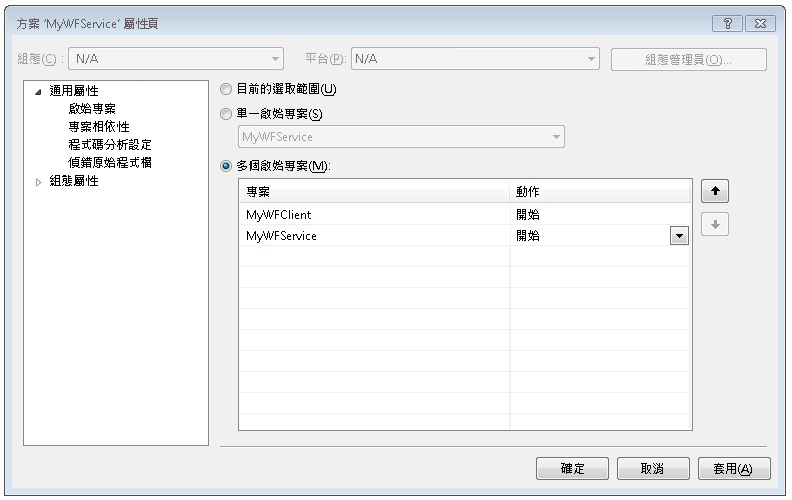 方案 'MyWFService' 屬性頁
組態(C) : N/A 平台(P): N/A 組態管理員(O)...
通用屬性
啟始專案
專案相依性
程式碼分析設定
偵錯原始程式檔
組態屬性
目前的選取範圍(U)
單一啟始專案(S)
MyWFService
多個啟始專案(M):
專案 動作
MyWFClient 開始
MyWFService 開始
確定 取消 套用(A)